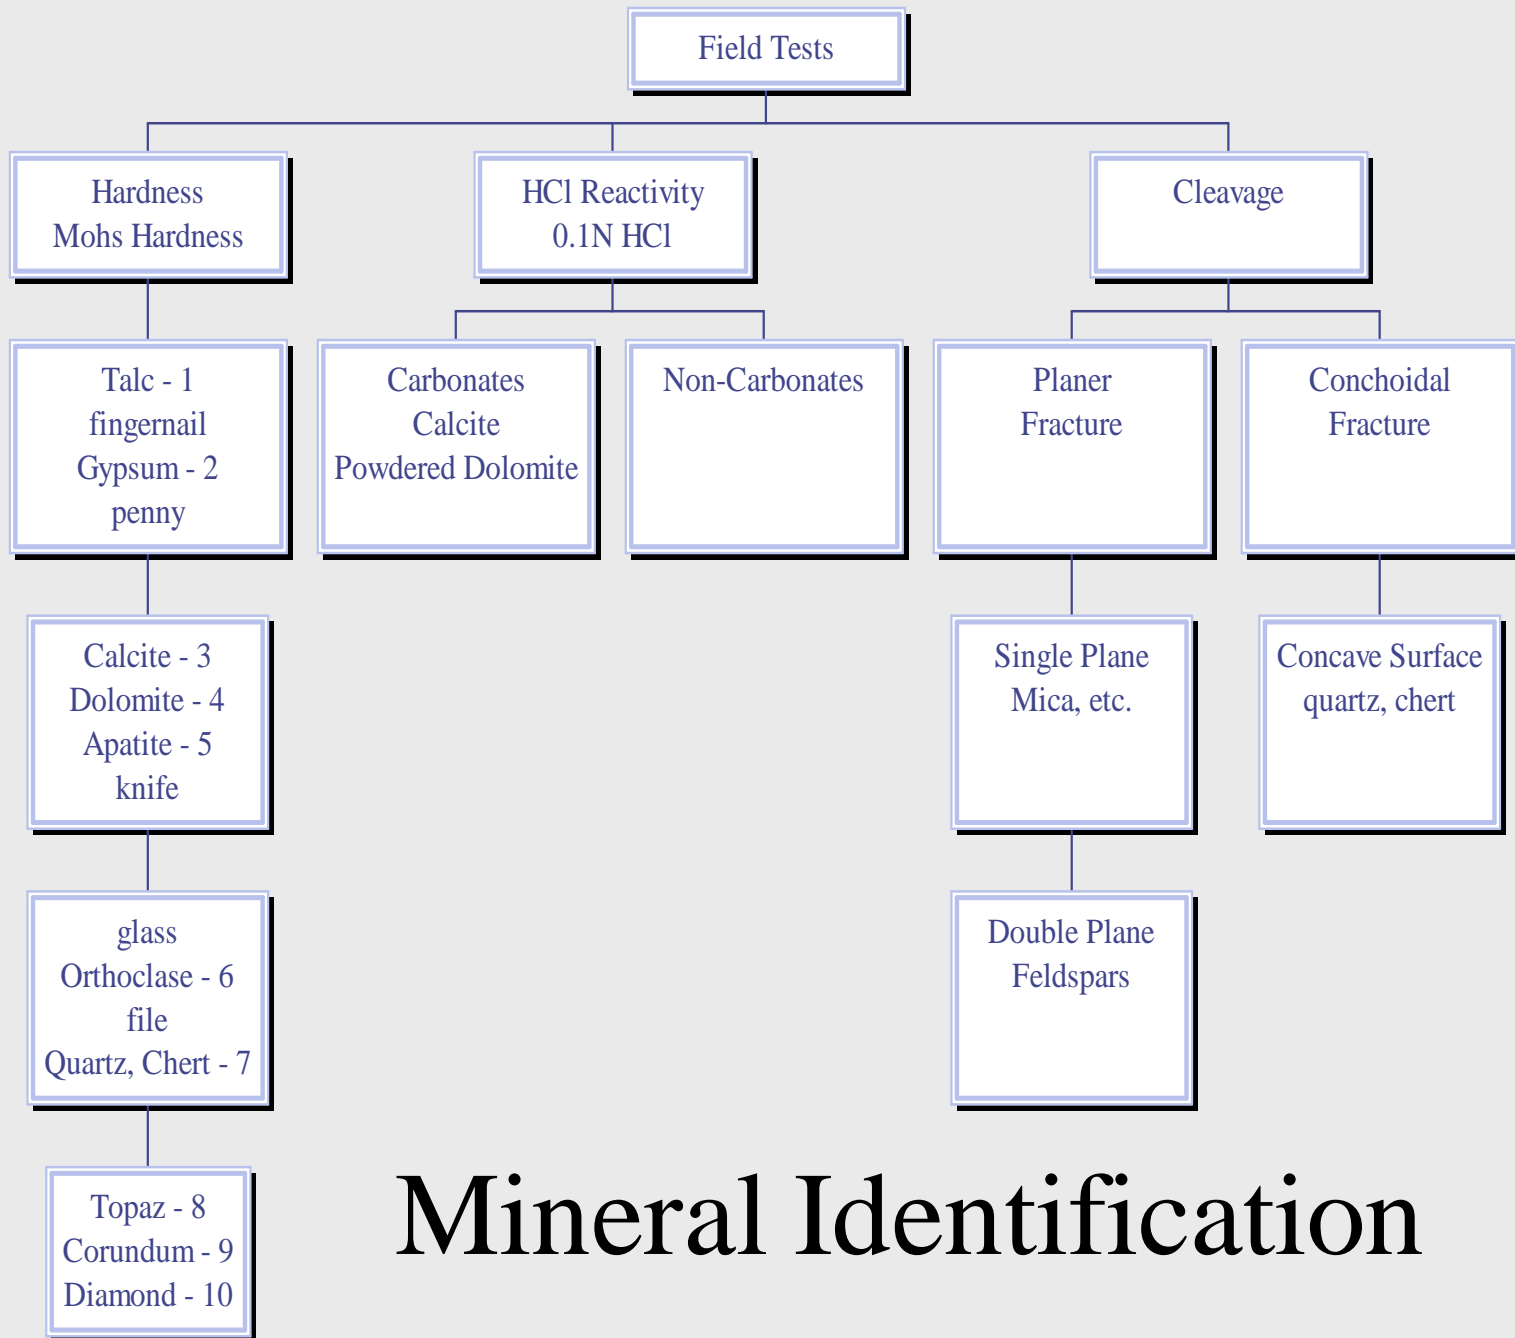 Field Tests
Hardness
Mohs Hardness
HCl Reactivity
0.1N HCl
Cleavage
Talc - 1
fingernail
Gypsum - 2
penny
Carbonates
Calcite
Powdered Dolomite
Non-Carbonates
Planer
Fracture
Conchoidal
Fracture
Calcite - 3
Dolomite - 4
Apatite - 5
knife
Single Plane
Mica, etc.
Concave Surface
quartz, chert
glass
Orthoclase - 6
file
Quartz, Chert - 7
Double Plane
Feldspars
Topaz - 8
Corundum - 9
Diamond - 10
Mineral Identification